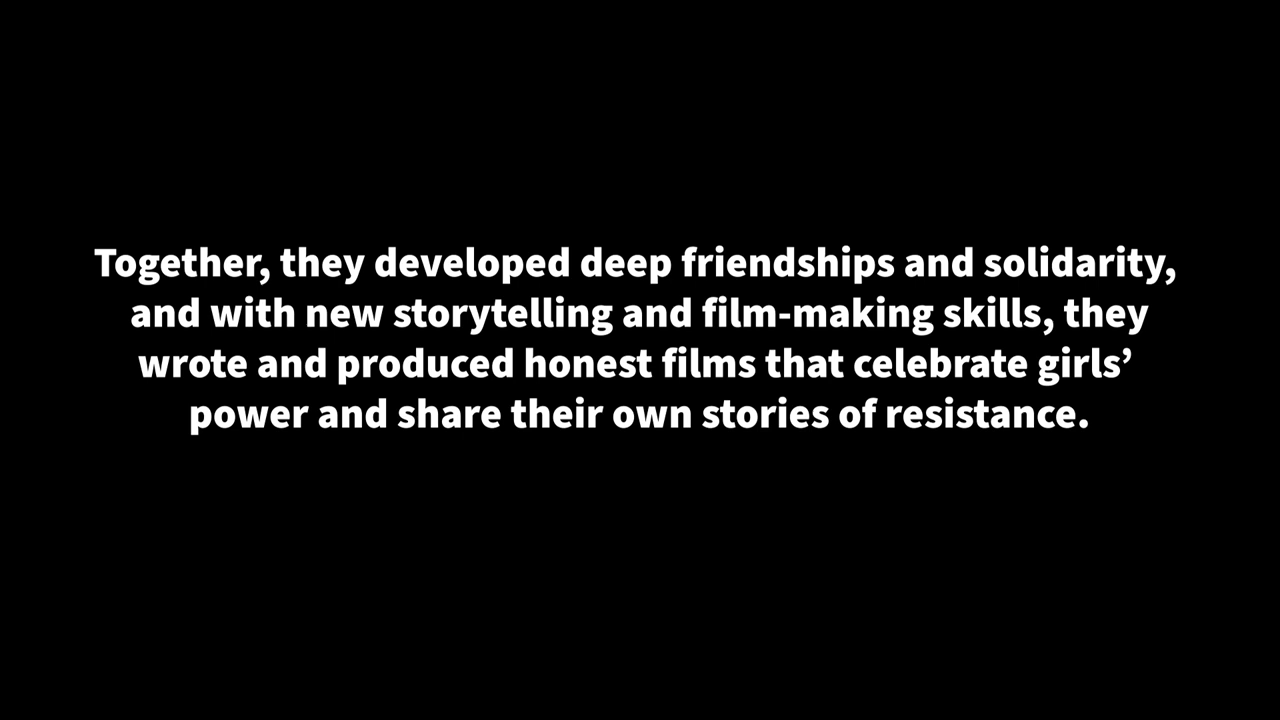 Together, they developed deep friendships and solidarity,
and with new storytelling and film-making skills, they
wrote and produced honest films that celebrate girls’
power and share their own stories of resistance.